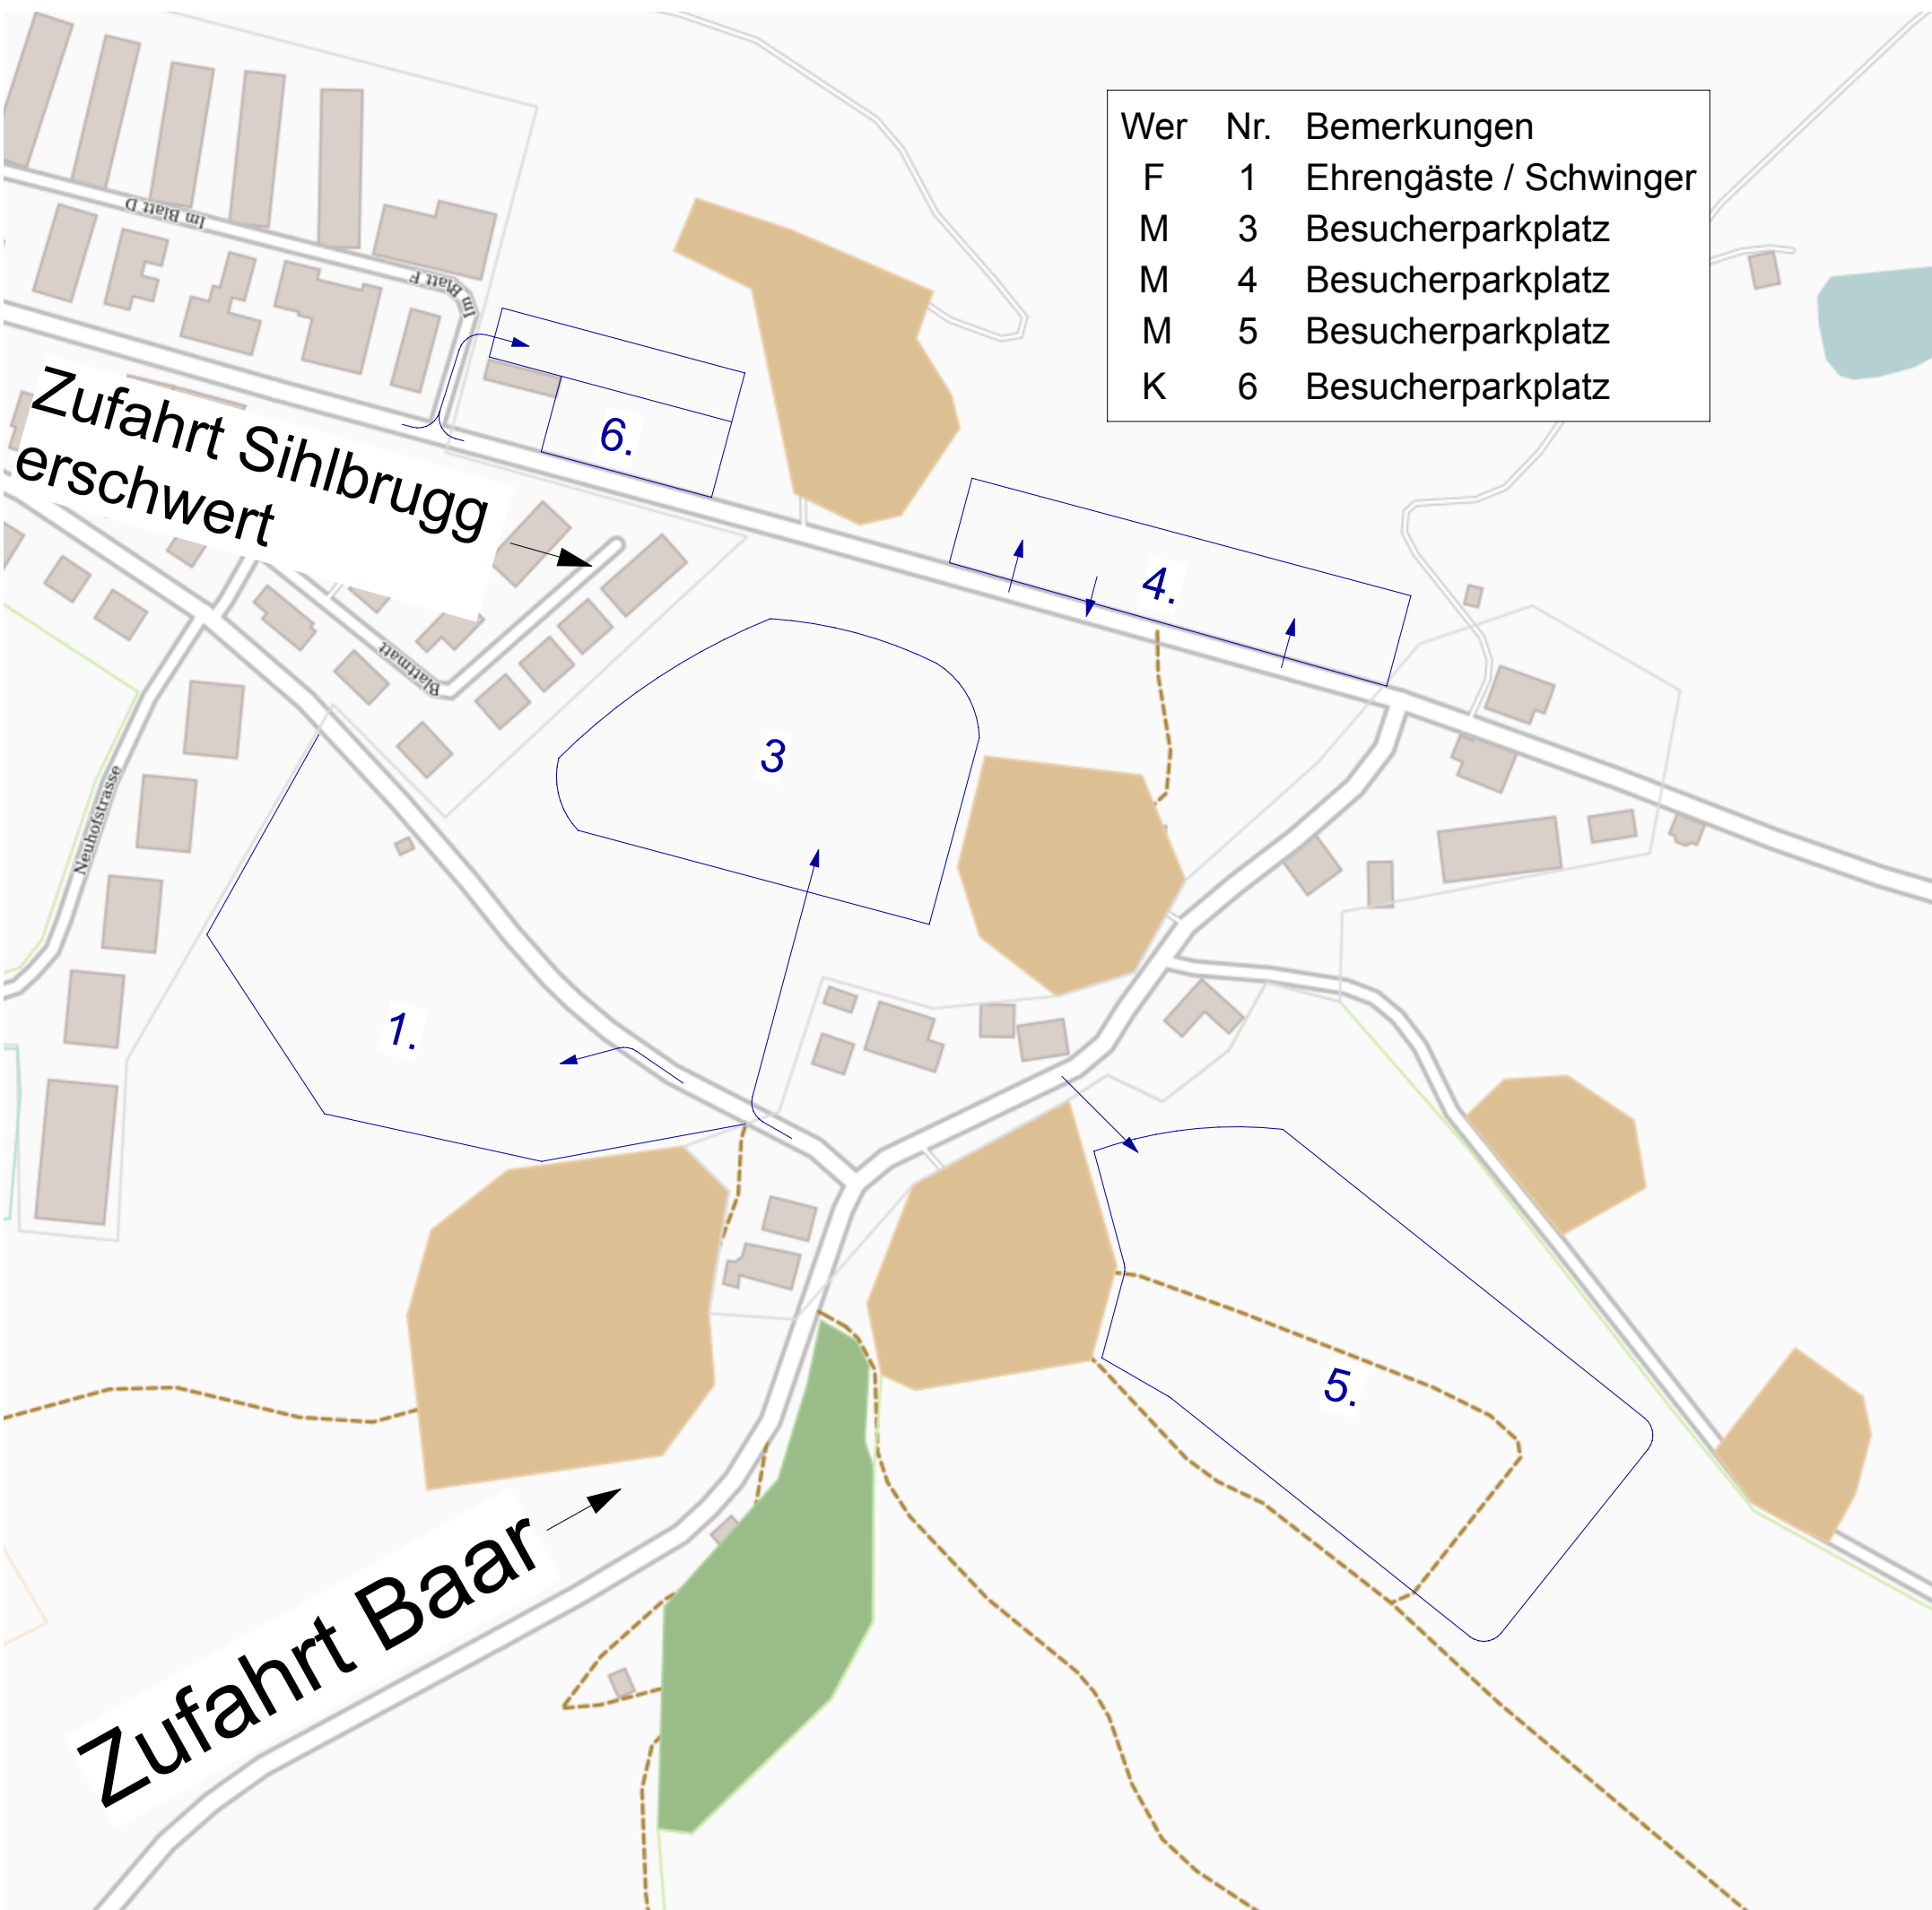 Wer Nr. Bemerkungen
F 1 Ehrengäste / Schwinger
M 3 Besucherparkplatz
M 4 Besucherparkplatz
M 5 Besucherparkplatz
K 6 Besucherparkplatz
Im Blatt D
Im Blatt F
Zufahrt Sihlbrugg
erschwert
6.
4.
Blattmatt
3
Neuhofstrasse
1.
5.
Zufahrt Baar